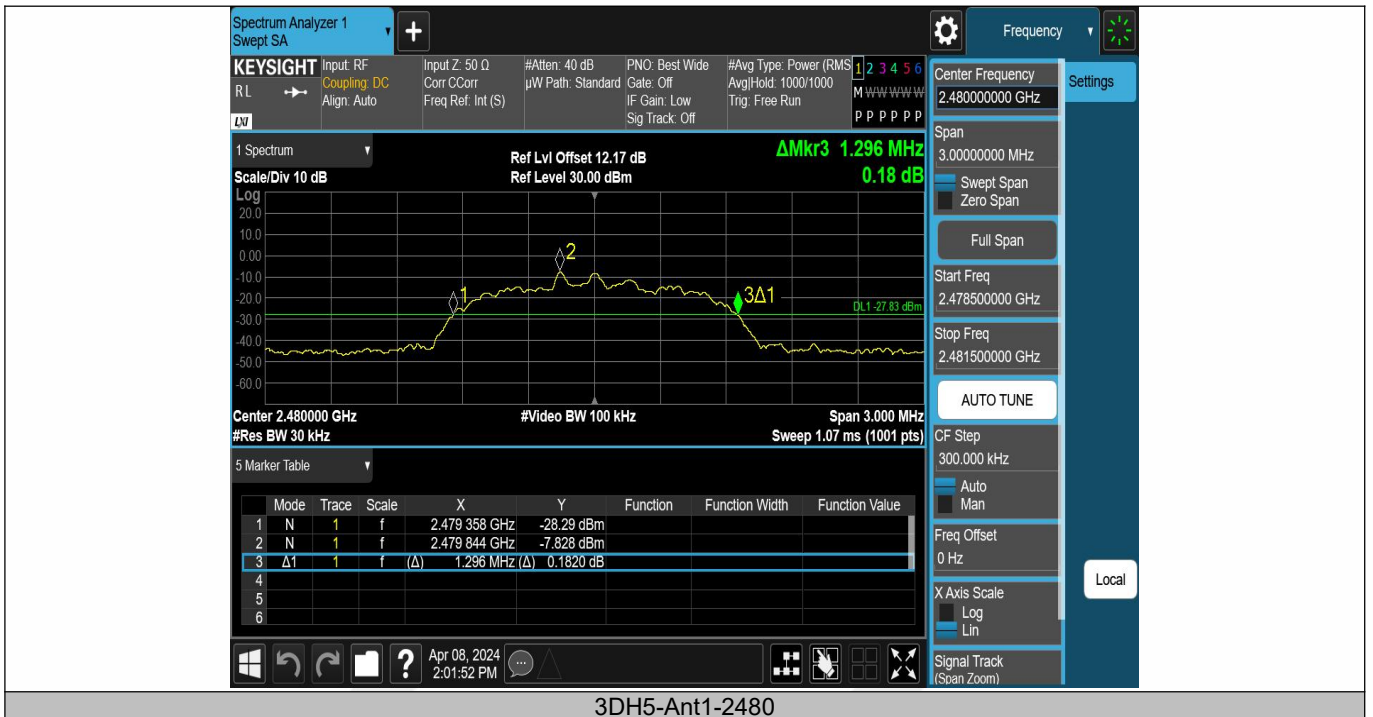 Spectrum Analyzer 1
Swept SA
+
Frequency
KEYSIGHT
RL
LXI
Input: RF
Coupling: DC
Align: Auto
Input Z: 50 Ω
Corr CCorr
Freq Ref: Int (S)
#Atten: 40 dB
µW Path: Standard
PNO: Best Wide
Gate: Off
IF Gain: Low
Sig Track: Off
#Avg Type: Power (RMS
Avg|Hold: 1000/1000
Trig: Free Run
1 2 3 4 5 6
M W W W W W
P P P P P P
1 Spectrum
Scale/Div 10 dB
Ref Lvl Offset 12.17 dB
Ref Level 30.00 dBm
ΔMkr3 1.296 MHz
0.18 dB
Log
20.0
10.0
0.00
-10.0
-20.0
-30.0
-40.0
-50.0
-60.0
2
1
3Δ1
DL1 -27.83 dBm
Center 2.480000 GHz
#Video BW 100 kHz
Span 3.000 MHz
#Res BW 30 kHz
Sweep 1.07 ms (1001 pts)
5 Marker Table
Mode Trace Scale X Y Function Function Width Function Value
1 N 1 f 2.479 358 GHz -28.29 dBm
2 N 1 f 2.479 844 GHz -7.828 dBm
3 Δ1 1 f (Δ) 1.296 MHz (Δ) 0.1820 dB
4
5
6
?
Apr 08, 2024
2:01:52 PM
Center Frequency
2.480000000 GHz
Settings
Span
3.00000000 MHz
Swept Span
Zero Span
Full Span
Start Freq
2.478500000 GHz
Stop Freq
2.481500000 GHz
AUTO TUNE
CF Step
300.000 kHz
Auto
Man
Freq Offset
0 Hz
X Axis Scale
Log
Lin
Local
Signal Track
(Span Zoom)
3DH5-Ant1-2480